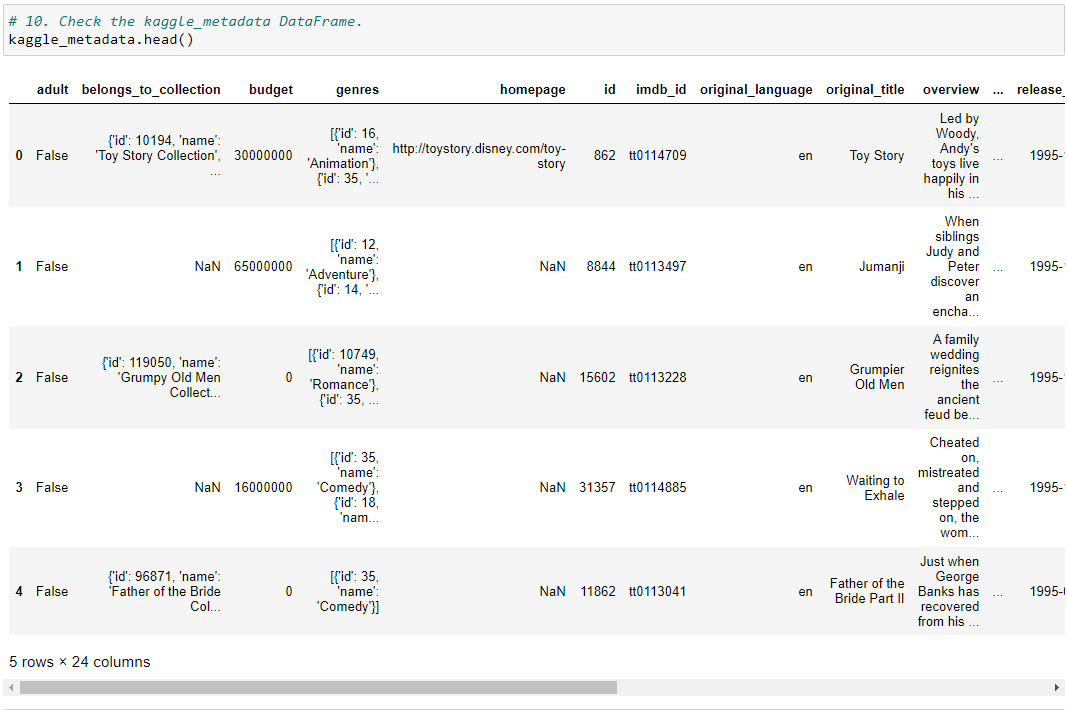 # 10. Check the kaggle_metadata DataFrame.
kaggle_metadata.head()
adult belongs_to_collection budget genres homepage id imdb_id original_language original_title overview ... release_
0 False {'id': 10194, 'name': 'Toy Story Collection', ... 30000000 [{'id': 16, 'name': 'Animation'}, {'id': 35, '... http://toystory.disney.com/toy-story 862 tt0114709 en Toy Story Led by Woody, Andy's toys live happily in his ... ... 1995-
1 False NaN 65000000 [{'id': 12, 'name': 'Adventure'}, {'id': 14, '... NaN 8844 tt0113497 en Jumanji When siblings Judy and Peter discover an encha... ... 1995-
2 False {'id': 119050, 'name': 'Grumpy Old Men Collect... 0 [{'id': 10749, 'name': 'Romance'}, {'id': 35, ... NaN 15602 tt0113228 en Grumpier Old Men A family wedding reignites the ancient feud be... ... 1995-
3 False NaN 16000000 [{'id': 35, 'name': 'Comedy'}, {'id': 18, 'nam... NaN 31357 tt0114885 en Waiting to Exhale Cheated on, mistreated and stepped on, the wom... ... 1995-
4 False {'id': 96871, 'name': 'Father of the Bride Col... 0 [{'id': 35, 'name': 'Comedy'}] NaN 11862 tt0113041 en Father of the Bride Part II Just when George Banks has recovered from his ... ... 1995-
5 rows × 24 columns